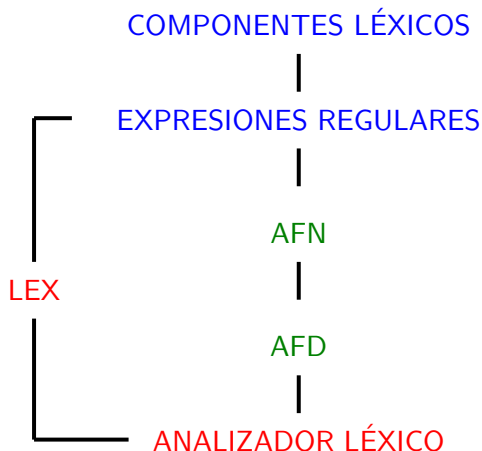 COMPONENTES LÉXICOS
EXPRESIONES REGULARES
AFN
LEX
AFD
ANALIZADOR LÉXICO